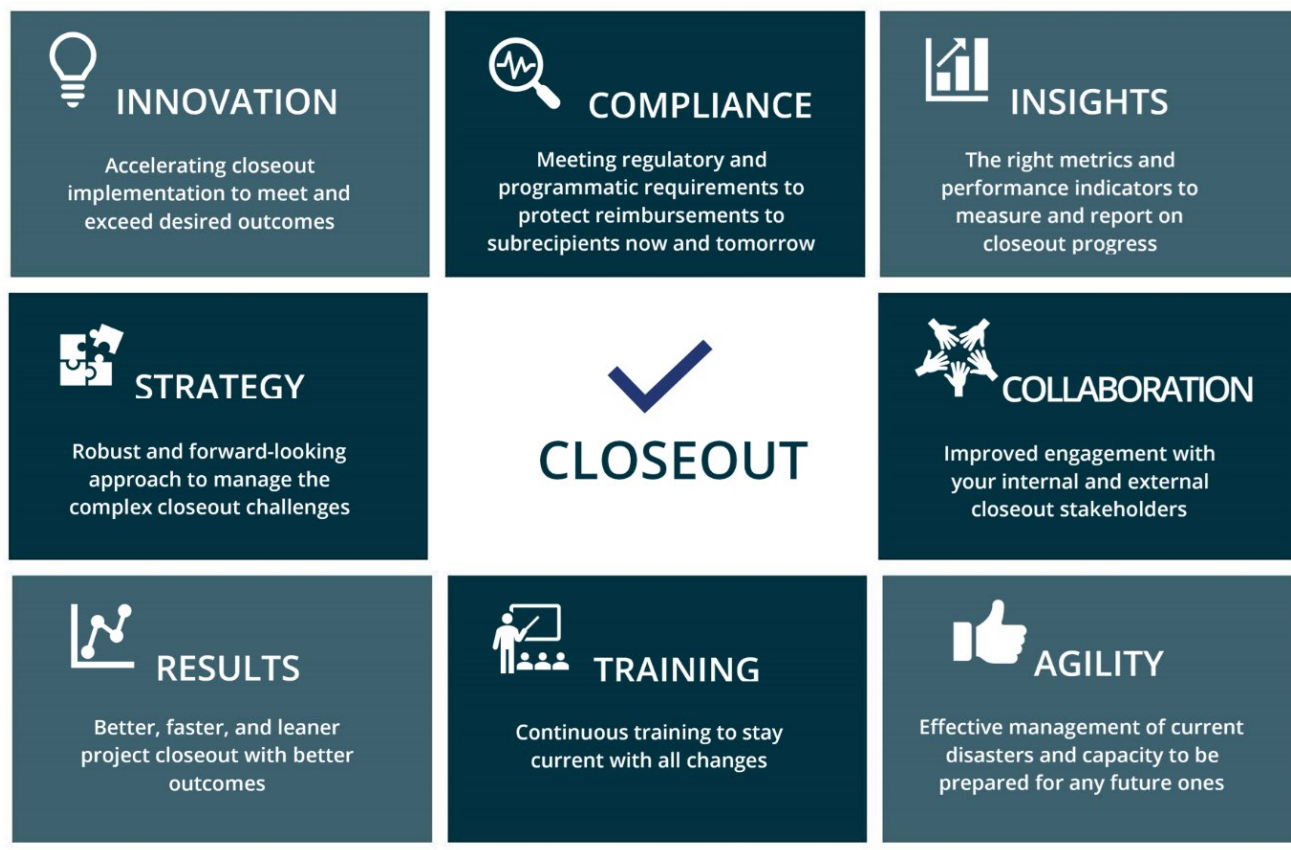 INNOVATION
Accelerating closeout
implementation to meet and
exceed desired outcomes
COMPLIANCE
Meeting regulatory and
programmatic requirements to
protect reimbursements to
subrecipients now and tomorrow
INSIGHTS
The right metrics and
performance indicators to
measure and report on
closeout progress
STRATEGY
Robust and forward-looking
approach to manage the
complex closeout challenges
CLOSEOUT
COLLABORATION
Improved engagement with
your internal and external
closeout stakeholders
RESULTS
Better, faster, and leaner
project closeout with better
outcomes
TRAINING
Continuous training to stay
current with all changes
AGILITY
Effective management of current
disasters and capacity to be
prepared for any future ones